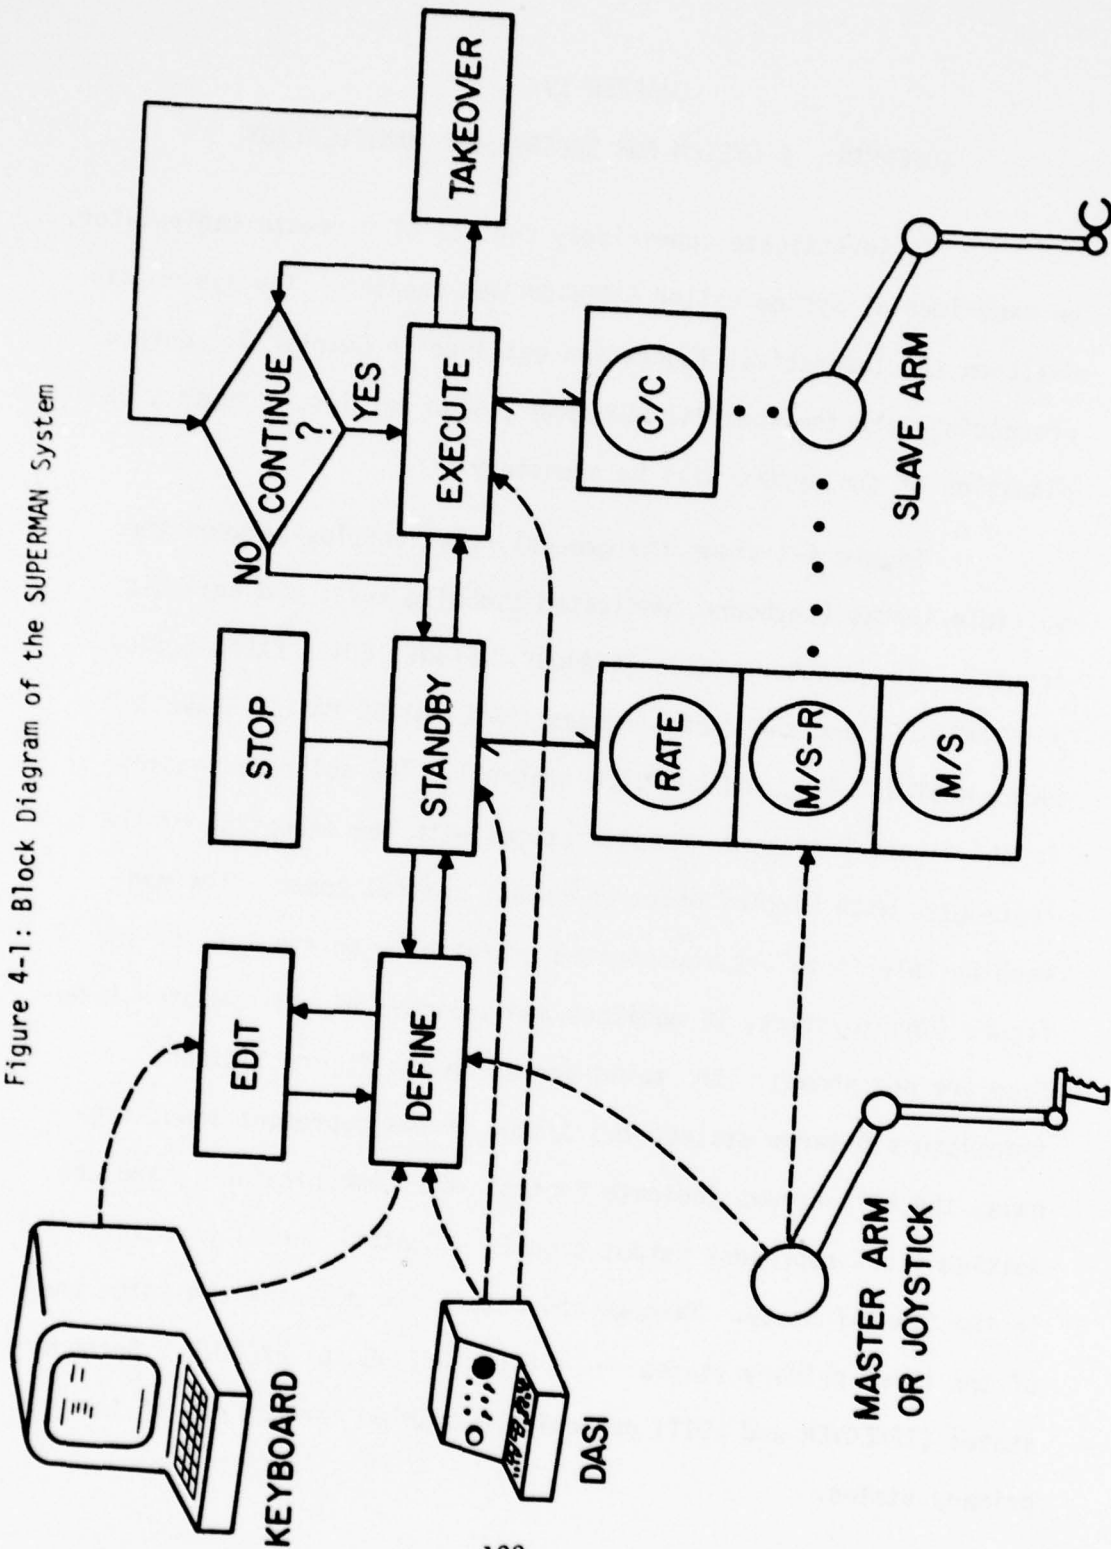 Figure 4-1: Block Diagram of the SUPERMAN System
KEYBOARD
DASI
MASTER ARM
OR JOYSTICK
EDIT
DEFINE
STOP
STANDBY
RATE
M/S-R
M/S
NO
CONTINUE
?
YES
EXECUTE
C/C
SLAVE ARM
TAKEOVER